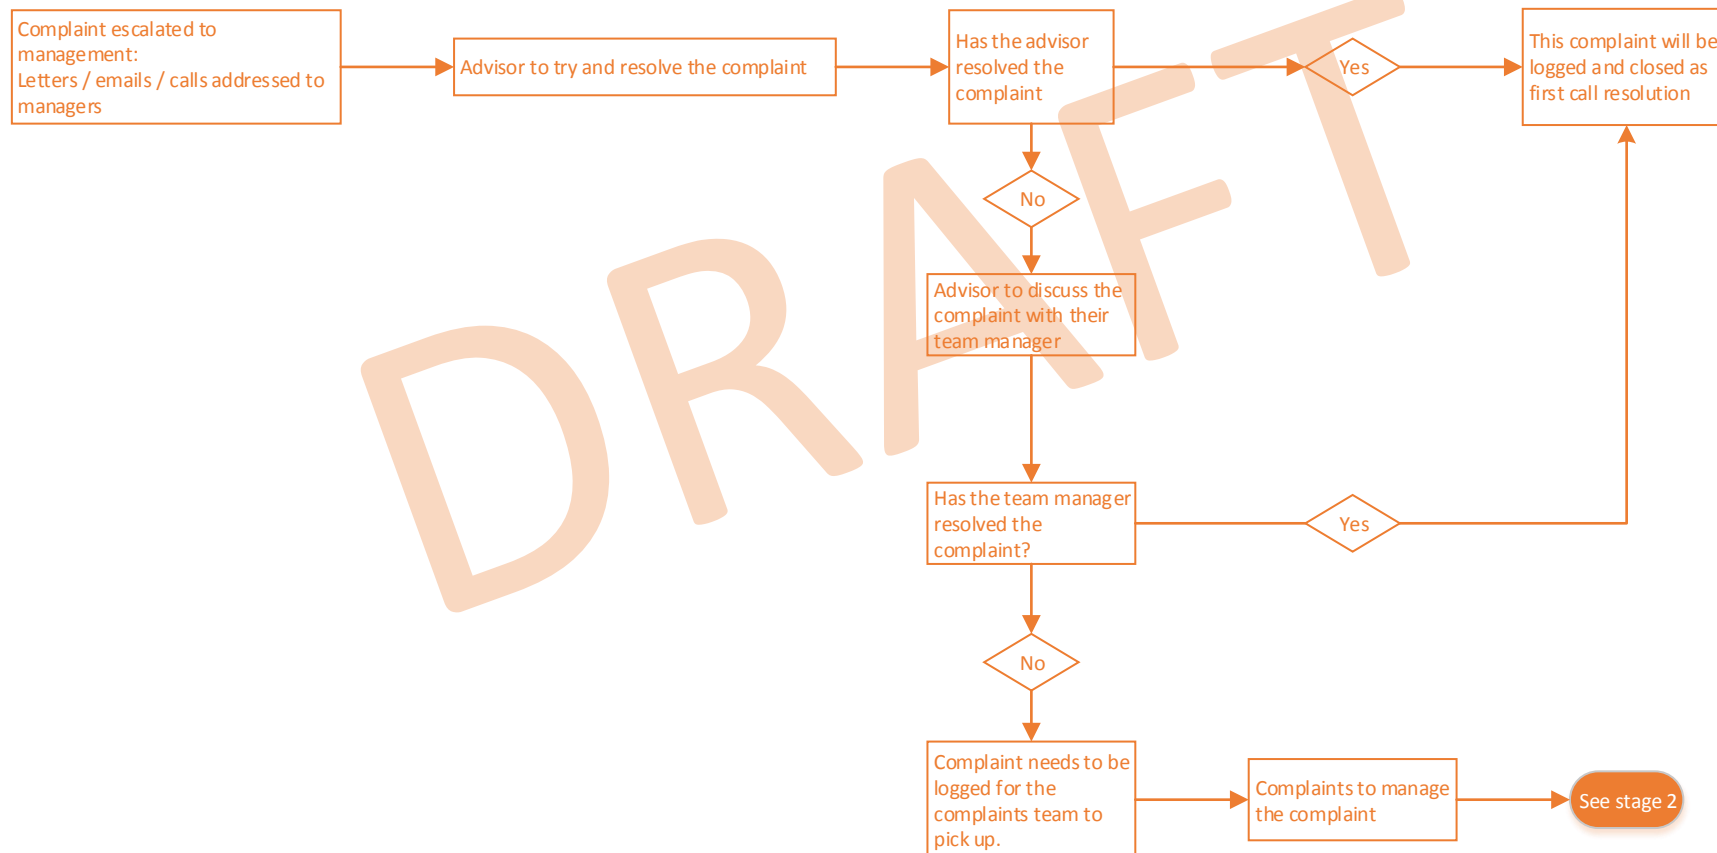 Complaint escalated to
management:
Letters / emails / calls addressed to
managers
Advisor to try and resolve the complaint
Has the advisor
resolved the
complaint
Yes
This complaint will be
logged and closed as
first call resolution
No
Advisor to discuss the
complaint with their
team manager
Has the team manager
resolved the
complaint?
Yes
No
Complaint needs to be
logged for the
complaints team to
pick up.
Complaints to manage
the complaint
See stage 2
DRAFT